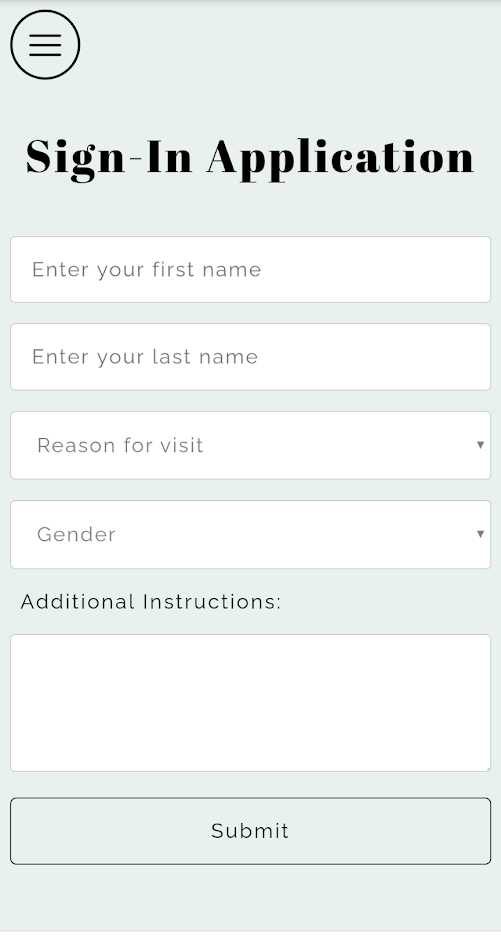 Sign-In Application
Enter your first name
Enter your last name
Reason for visit
Gender
Additional Instructions:
Submit